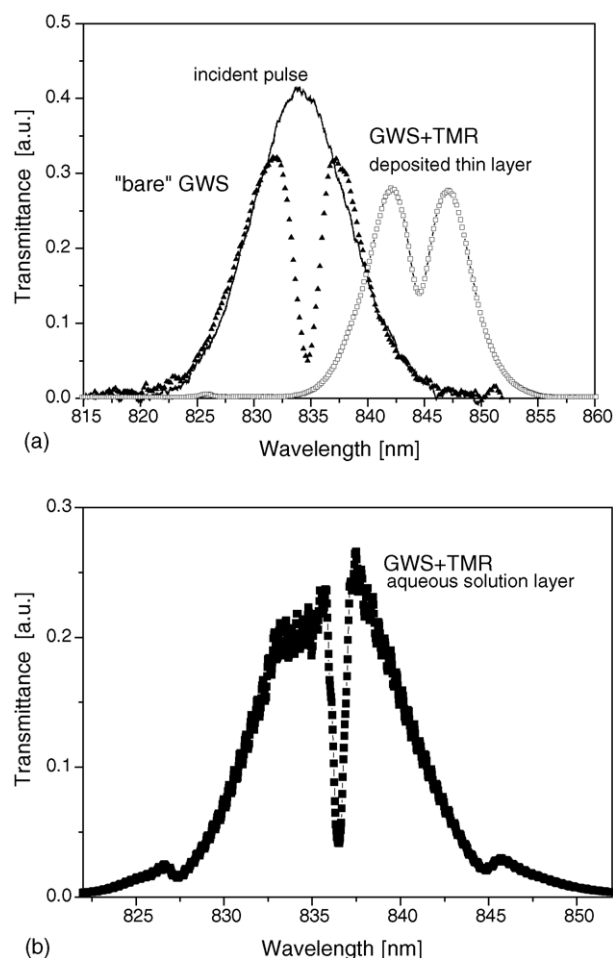 0.5
0.4
0.3
0.2
0.1
0.0
Transmittance [a.u.]
incident pulse
"bare" GWS
GWS+TMR
deposited thin layer
815 820 825 830 835 840 845 850 855 860
Wavelength [nm]
(a)
0.3
0.2
0.1
0.0
Transmittance [a.u.]
GWS+TMR
aqueous solution layer
825 830 835 840 845 850
Wavelength [nm]
(b)